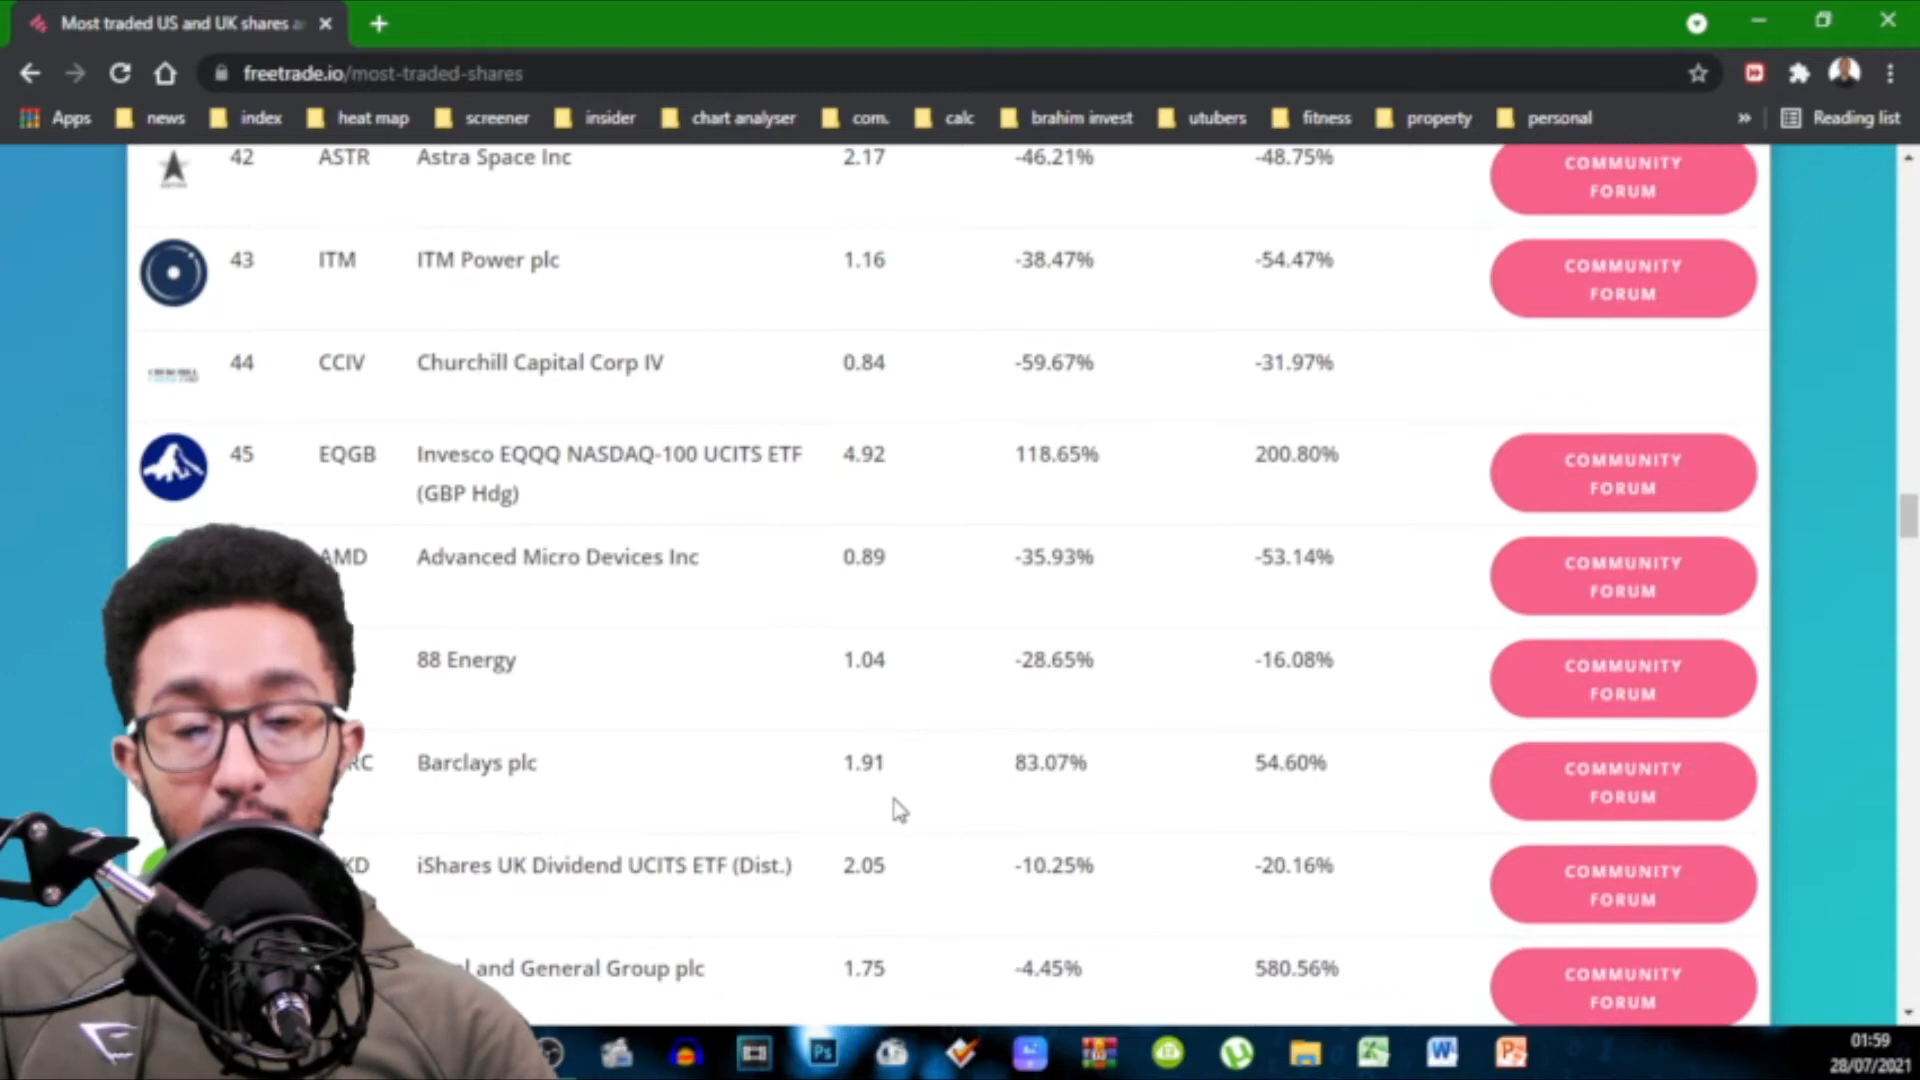 Most traded US and UK shares a
freetrade.io/most-traded-shares
Apps news index heat map screener insider chart analyser com. calc brahim invest utubers fitness property personal » Reading list
42 ASTR Astra Space Inc 2.17 -46.21% -48.75% COMMUNITY FORUM
43 ITM ITM Power plc 1.16 -38.47% -54.47% COMMUNITY FORUM
44 CCIV Churchill Capital Corp IV 0.84 -59.67% -31.97%
45 EQGB Invesco EQQQ NASDAQ-100 UCITS ETF 4.92 118.65% 200.80% COMMUNITY FORUM
(GBP Hdg)
AMD Advanced Micro Devices Inc 0.89 -35.93% -53.14% COMMUNITY FORUM
88 Energy 1.04 -28.65% -16.08% COMMUNITY FORUM
RC Barclays plc 1.91 83.07% 54.60% COMMUNITY FORUM
KD iShares UK Dividend UCITS ETF (Dist.) 2.05 -10.25% -20.16% COMMUNITY FORUM
and General Group plc 1.75 -4.45% 580.56% COMMUNITY FORUM
Ps
W
01:59
28/07/2021